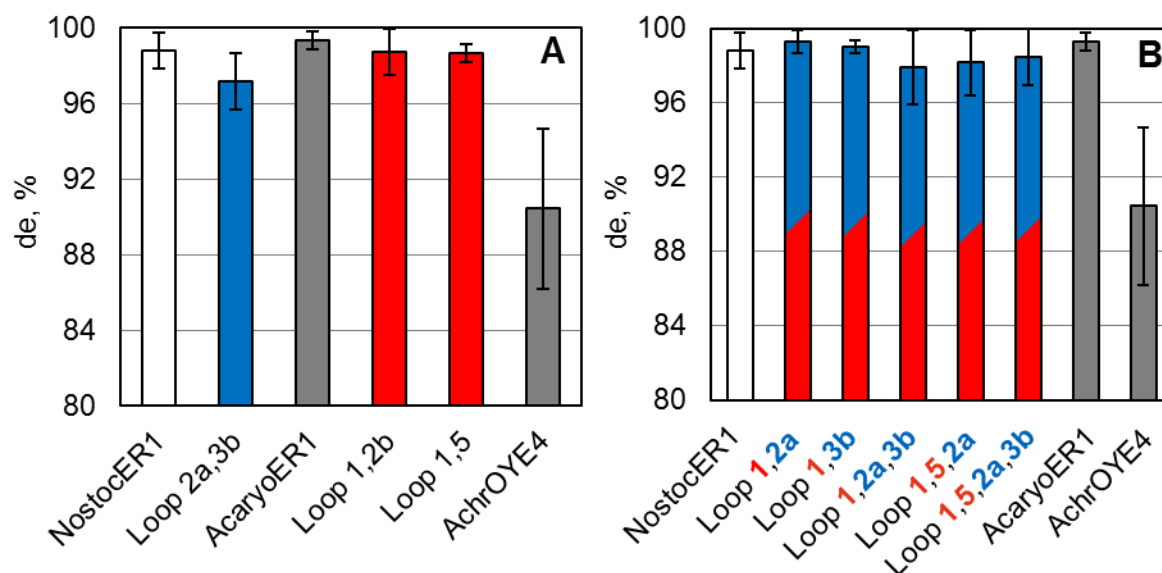 A
de, %
100
96
92
88
84
80
NostocER1
Loop 2a,3b
AcaryoER1
Loop 1,2b
Loop 1,5
AchrOYE4
B
de, %
100
96
92
88
84
80
NostocER1
Loop 1,2a
Loop 1,3b
Loop 1,2a,3b
Loop 1,5,2a
Loop 1,5,2a,3b
AcaryoER1
AchrOYE4